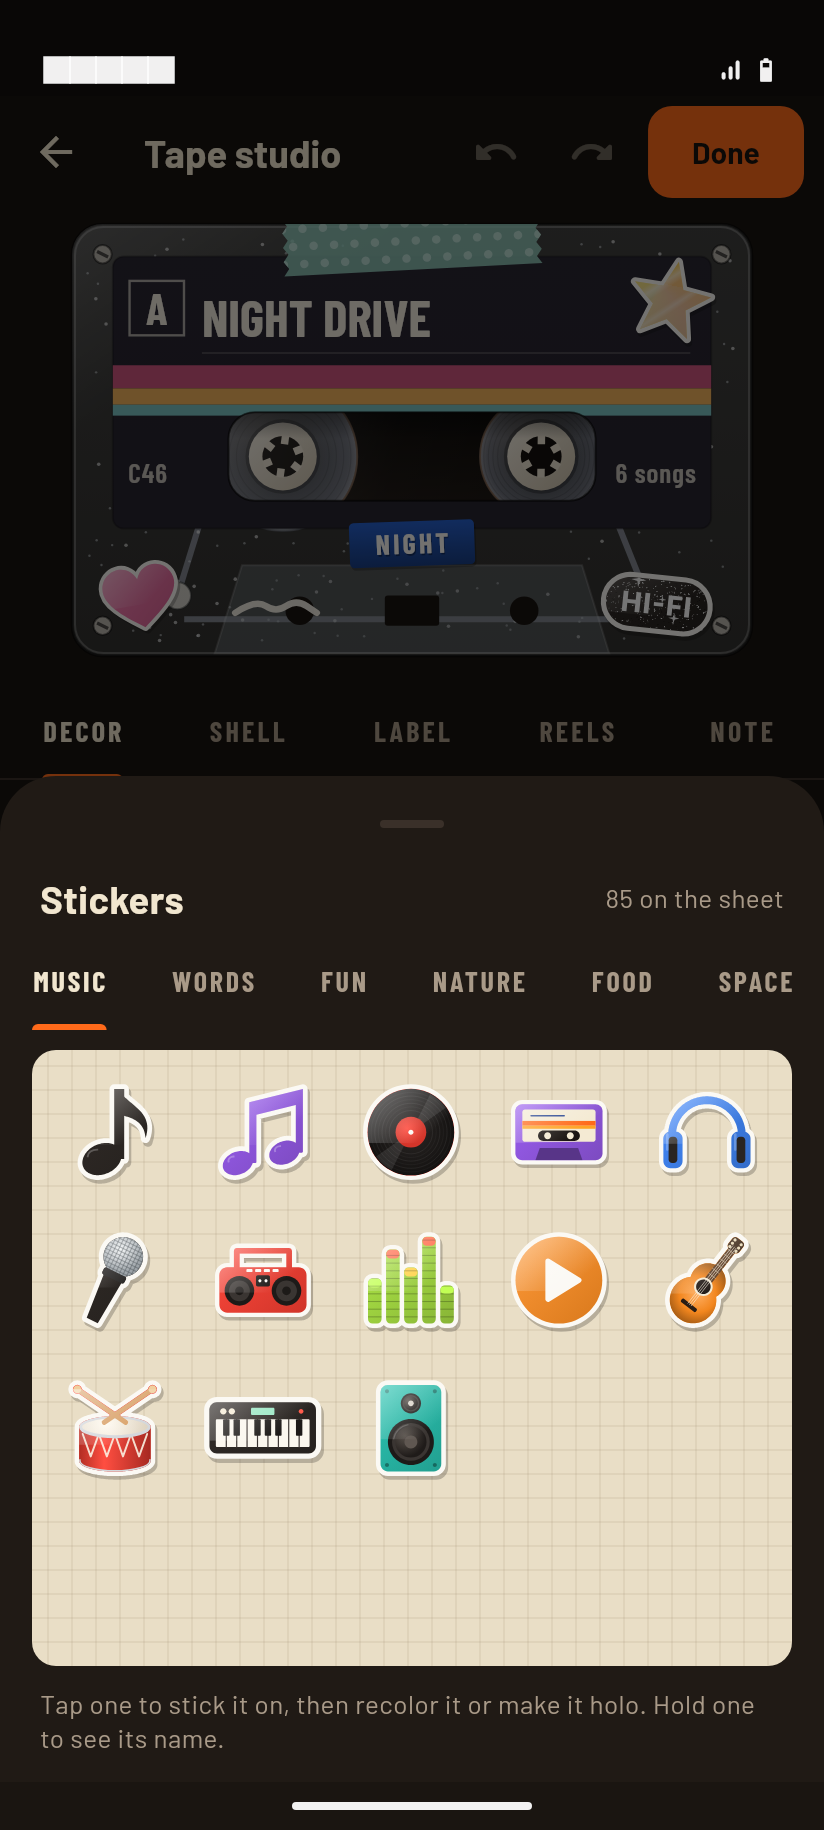 Tape studio
Done
A
NIGHT DRIVE
C46
6 songs
NIGHT
HI-FI
DECOR
SHELL
LABEL
REELS
NOTE
Stickers
85 on the sheet
MUSIC
WORDS
FUN
NATURE
FOOD
SPACE
Tap one to stick it on, then recolor it or make it holo. Hold one
to see its name.